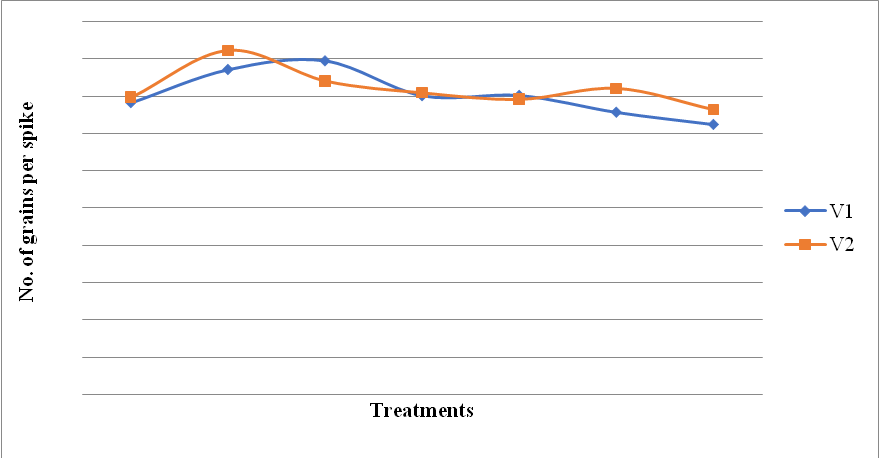 No. of grains per spike
V1
V2
Treatments